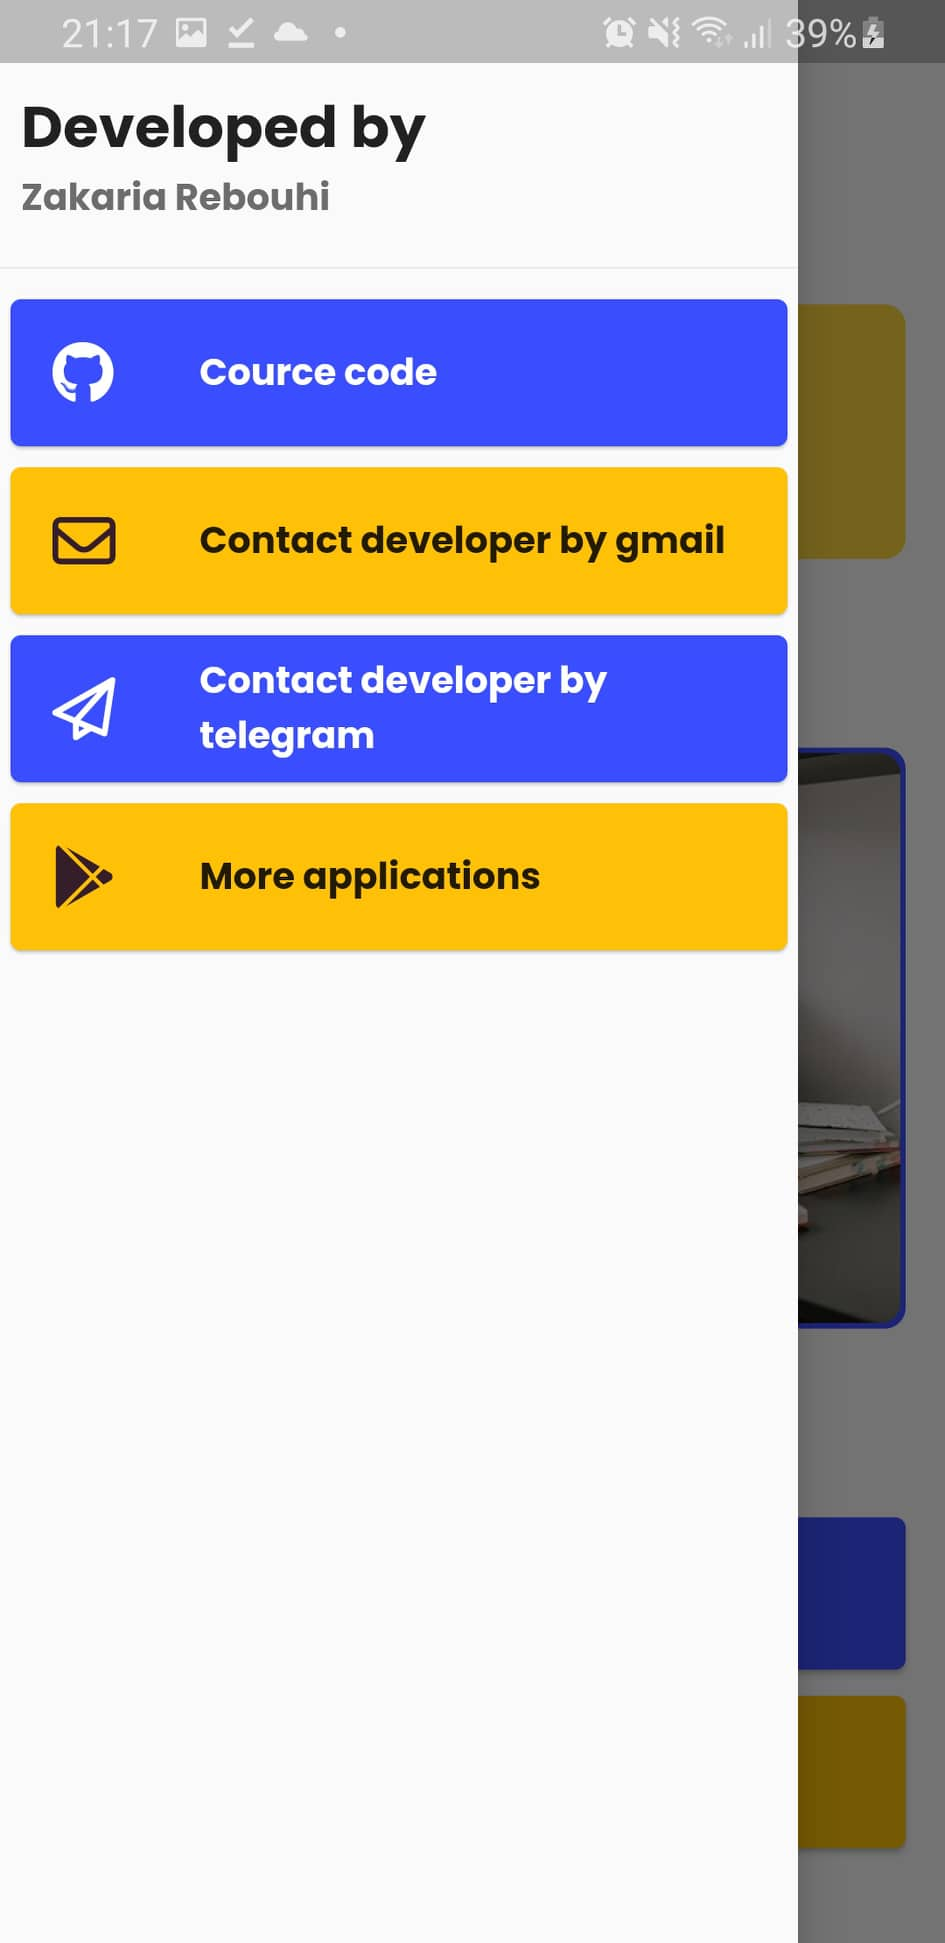 21:17 39%
Developed by
Zakaria Rebouhi
Cource code
Contact developer by gmail
Contact developer by
telegram
More applications